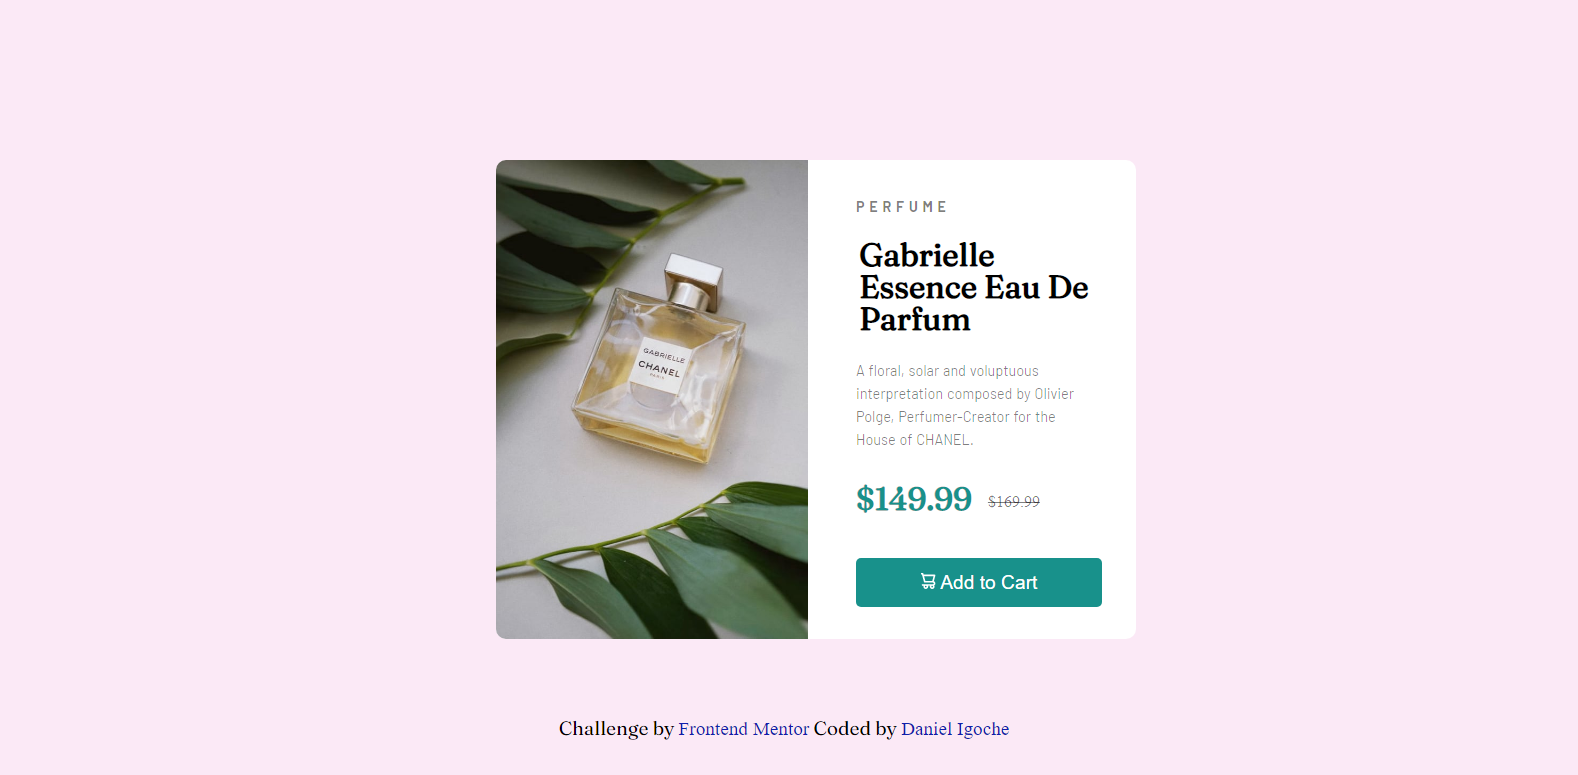 GABRIELLE
CHANEL
PARIS
PERFUME
Gabrielle
Essence Eau De
Parfum
A floral, solar and voluptuous
interpretation composed by Olivier
Polge, Perfumer-Creator for the
House of CHANEL.
$149.99 $169.99
Add to Cart
Challenge by Frontend Mentor Coded by Daniel Igoche